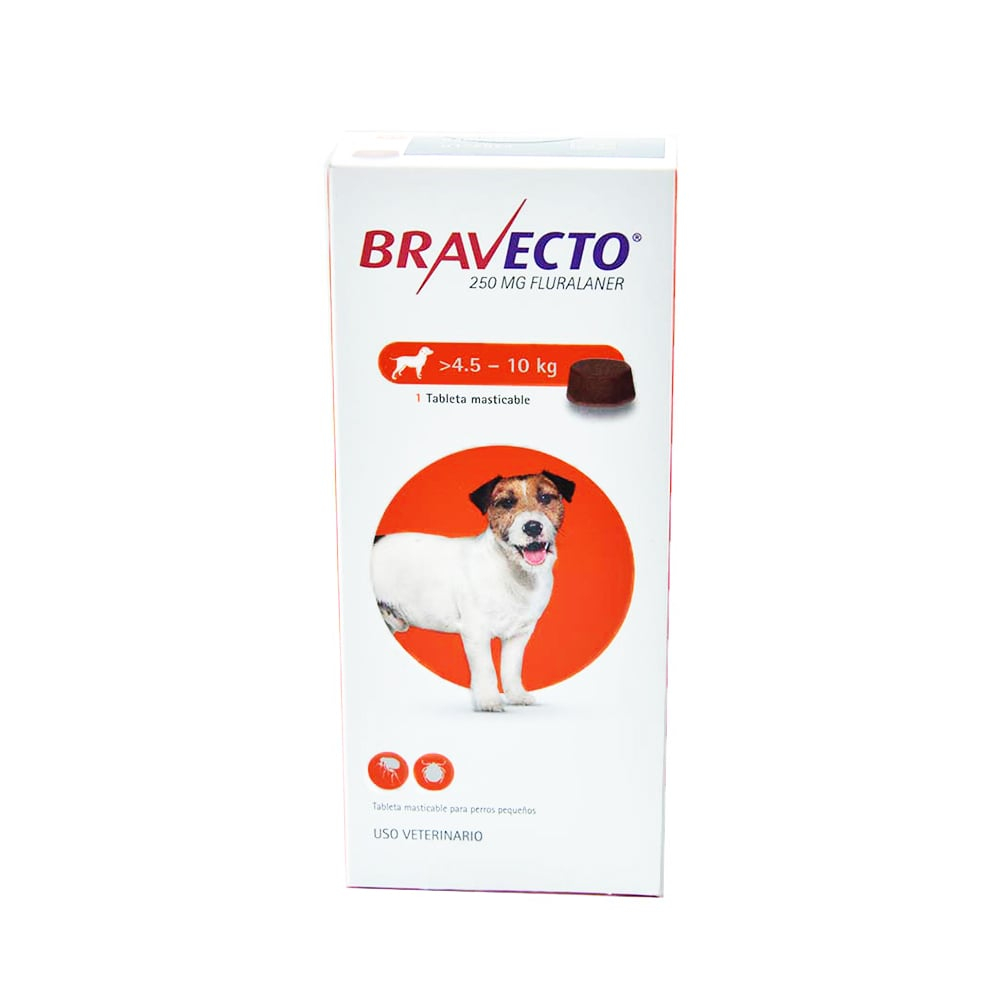 BRAVECTO®
250 MG FLURALANER
>4.5 – 10 kg
1 Tableta masticable
Tableta masticable para perros pequeños
USO VETERINARIO